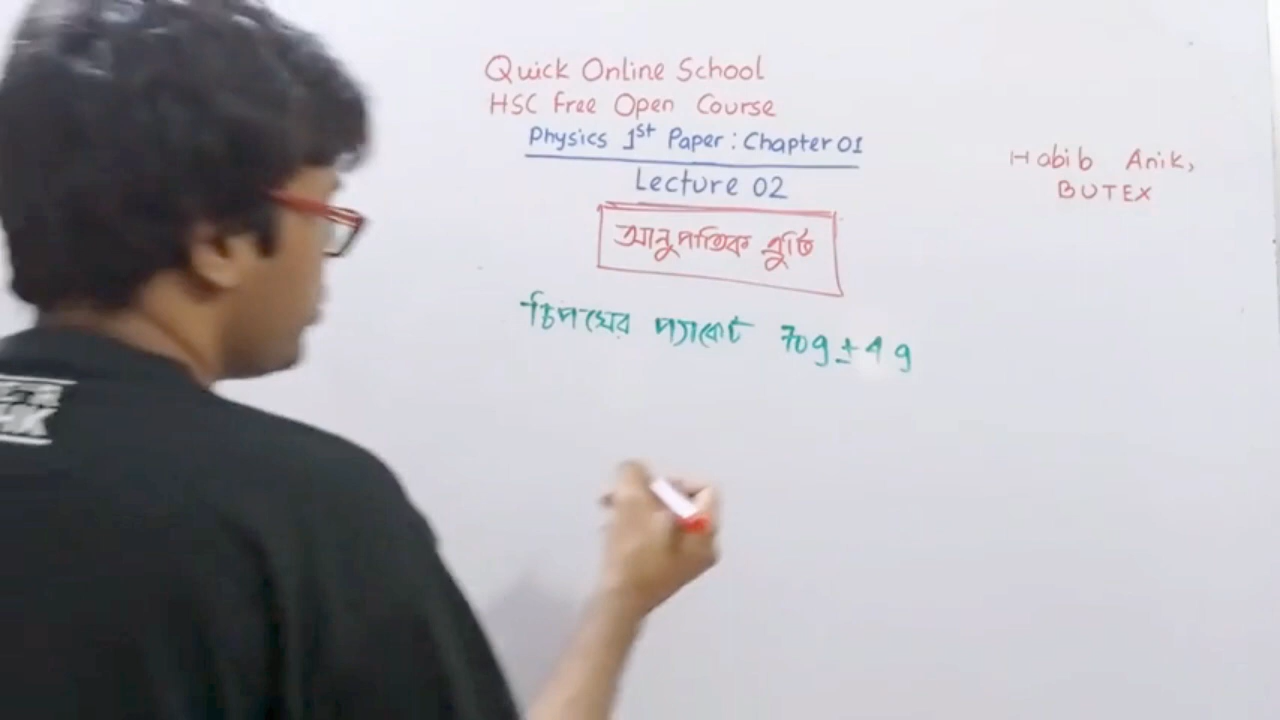 Quick Online School
HSC Free Open Course
Physics 1st Paper : Chapter 01
Lecture 02
আনুপাতিক ত্রুটি
চিপসের প্যাকেট 70g ± 4 g
Habib Anik,
BUTEX